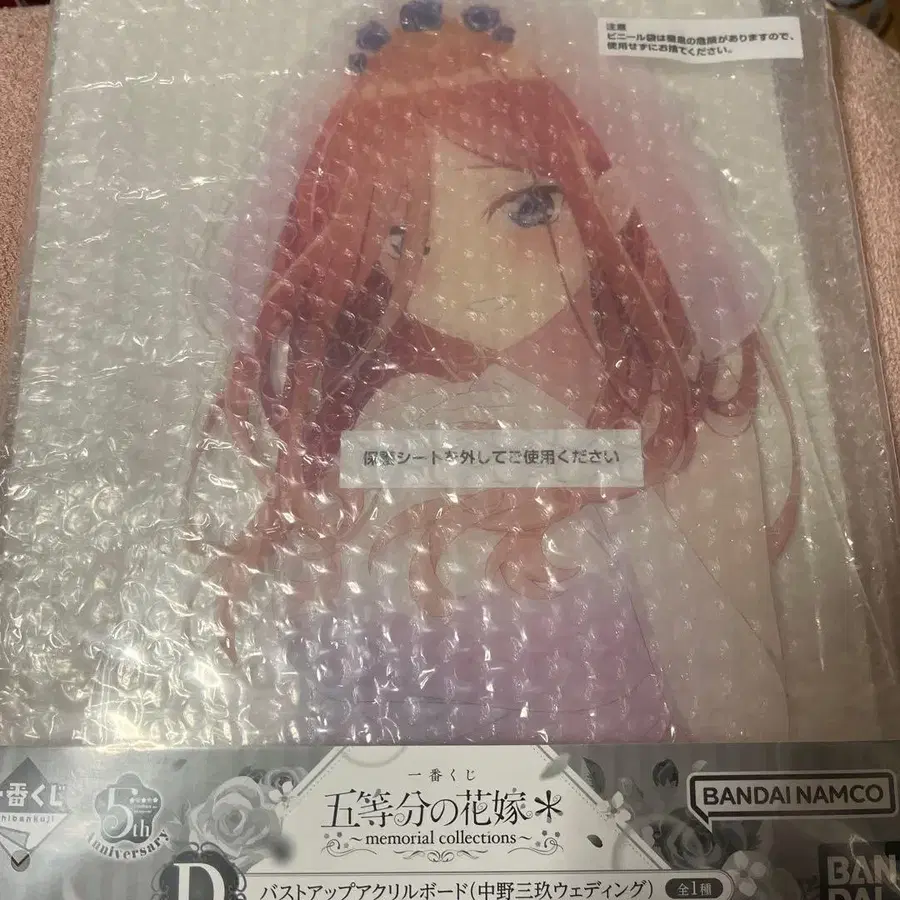 注意
ビニール袋は窒息の危険がありますので、
使用せずにお捨てください。
保護シートを外してご使用ください
一番くじ
一番くじ
5th
Anniversary
五等分の花嫁＊
～memorial collections～
BANDAI NAMCO
D
バストアップアクリルボード(中野三玖ウェディング) 全1種
BAN
DAI